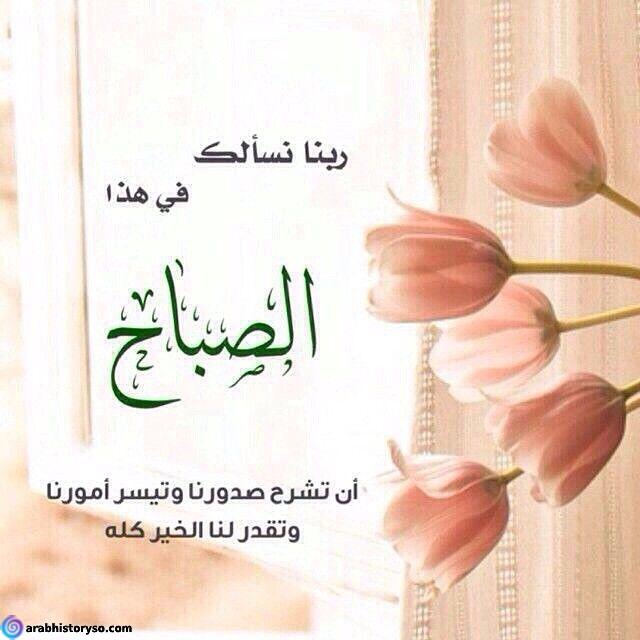 ربنا نسألك
في هذا
الصباح
أن تشرح صدورنا وتيسر أمورنا
وتقدر لنا الخير كله
arabhistoryso.com